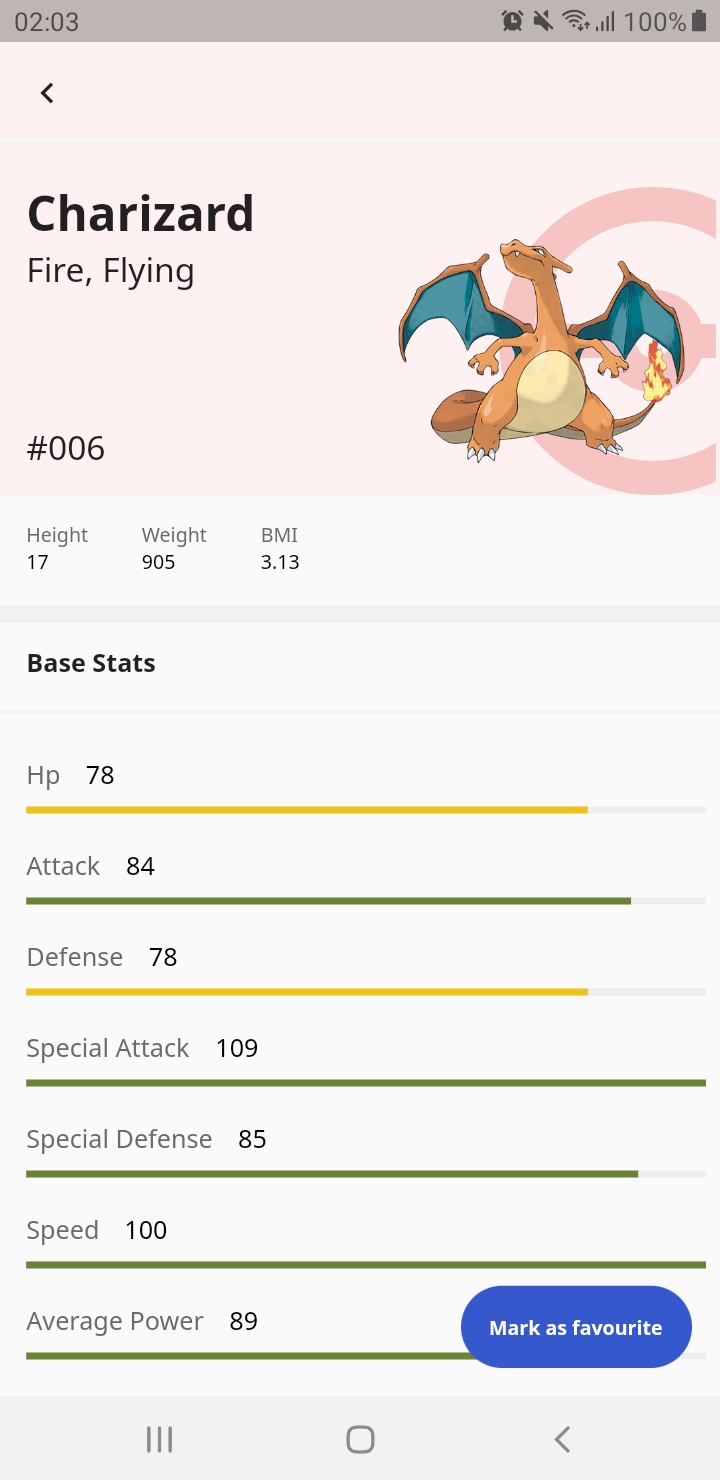 02:03 100%
Charizard
Fire, Flying
#006
Height Weight BMI
17 905 3.13
Base Stats
Hp 78
Attack 84
Defense 78
Special Attack 109
Special Defense 85
Speed 100
Average Power 89
Mark as favourite